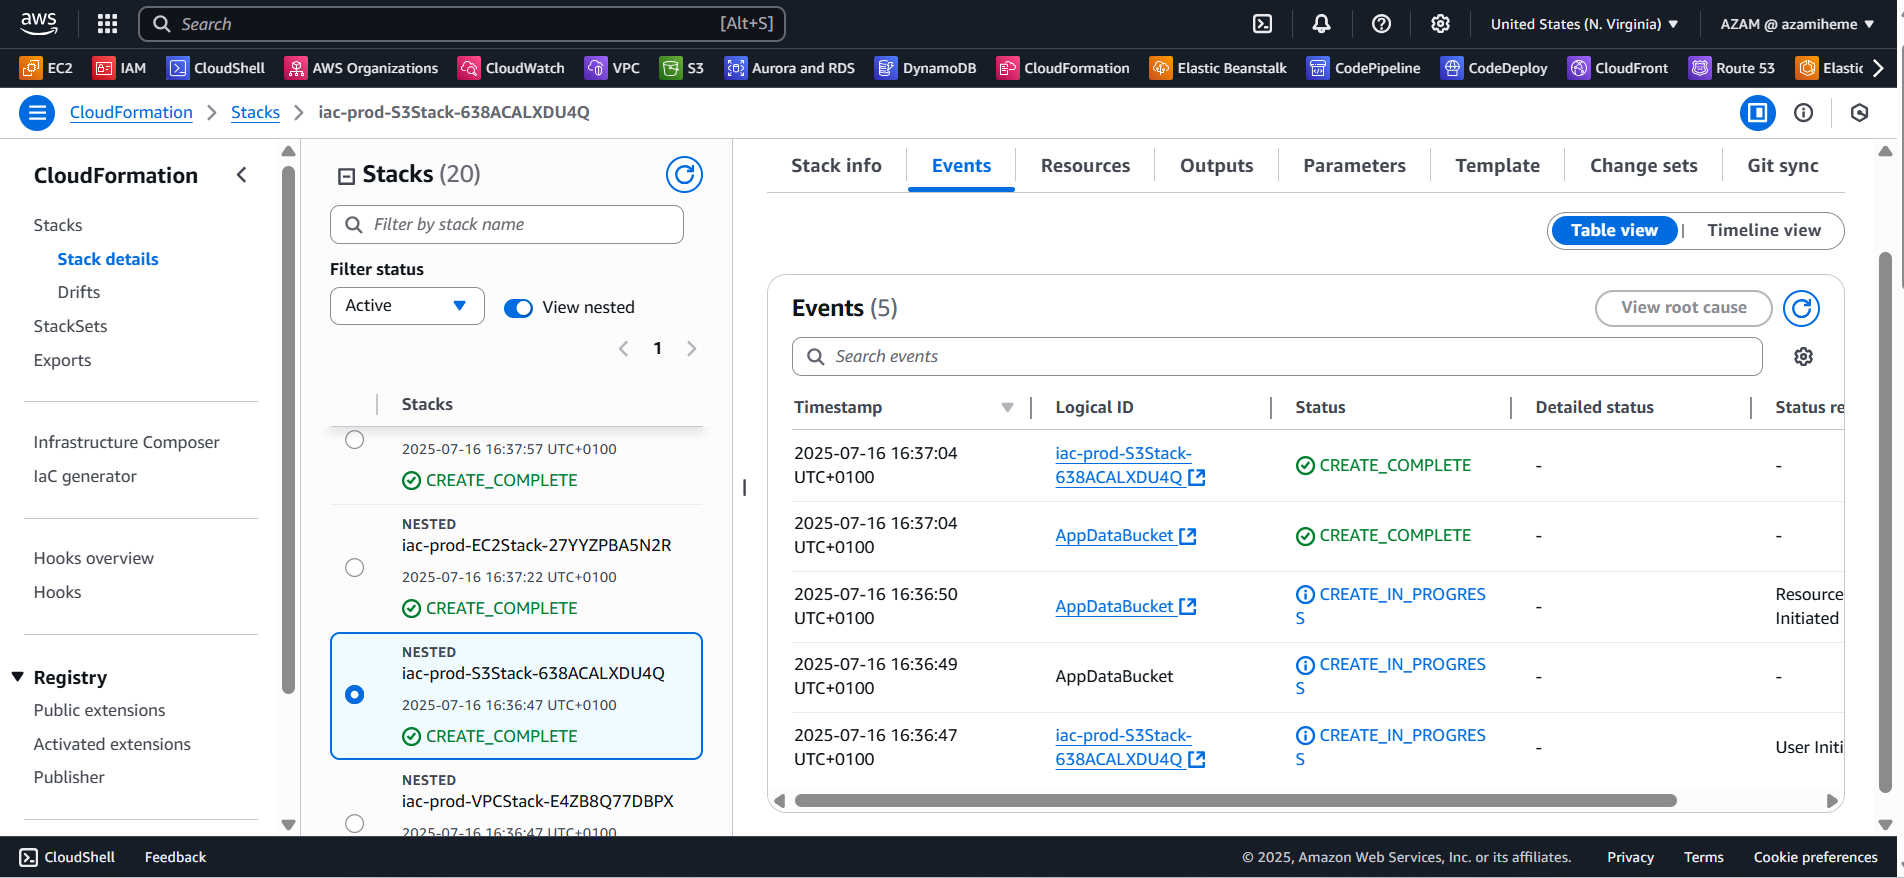 aws
Search
[Alt+S]
United States (N. Virginia)
AZAM @ azamiheme
EC2
IAM
CloudShell
AWS Organizations
CloudWatch
VPC
S3
Aurora and RDS
DynamoDB
CloudFormation
Elastic Beanstalk
CodePipeline
CodeDeploy
CloudFront
Route 53
Elastic
CloudFormation
Stacks
iac-prod-S3Stack-638ACALXDU4Q
CloudFormation
Stacks
Stack details
Drifts
StackSets
Exports
Infrastructure Composer
IaC generator
Hooks overview
Hooks
Registry
Public extensions
Activated extensions
Publisher
Stacks (20)
Filter by stack name
Filter status
Active
View nested
1
Stacks
2025-07-16 16:37:57 UTC+0100
CREATE_COMPLETE
NESTED
iac-prod-EC2Stack-27YYZPBA5N2R
2025-07-16 16:37:22 UTC+0100
CREATE_COMPLETE
NESTED
iac-prod-S3Stack-638ACALXDU4Q
2025-07-16 16:36:47 UTC+0100
CREATE_COMPLETE
NESTED
iac-prod-VPCStack-E4ZB8Q77DBPX
2025-07-16 16:36:47 UTC+0100
Stack info
Events
Resources
Outputs
Parameters
Template
Change sets
Git sync
Table view
Timeline view
Events (5)
View root cause
Search events
Timestamp
Logical ID
Status
Detailed status
Status re
2025-07-16 16:37:04
UTC+0100
iac-prod-S3Stack-
638ACALXDU4Q
CREATE_COMPLETE
-
-
2025-07-16 16:37:04
UTC+0100
AppDataBucket
CREATE_COMPLETE
-
-
2025-07-16 16:36:50
UTC+0100
AppDataBucket
CREATE_IN_PROGRES
S
-
Resource
Initiated
2025-07-16 16:36:49
UTC+0100
AppDataBucket
CREATE_IN_PROGRES
S
-
-
2025-07-16 16:36:47
UTC+0100
iac-prod-S3Stack-
638ACALXDU4Q
CREATE_IN_PROGRES
S
-
User Initi
CloudShell
Feedback
© 2025, Amazon Web Services, Inc. or its affiliates.
Privacy
Terms
Cookie preferences